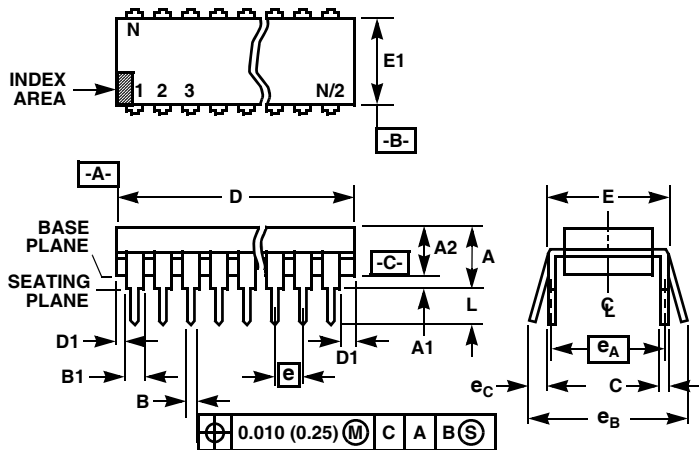 N
E1
INDEX
AREA
1 2 3 N/2
-B-
-A-
D
E
BASE
PLANE
A2
A
-C-
SEATING
PLANE
L
C
L
D1
A1
D1
eA
B1
e
eC
C
B
eB
0.010 (0.25) M C A B S